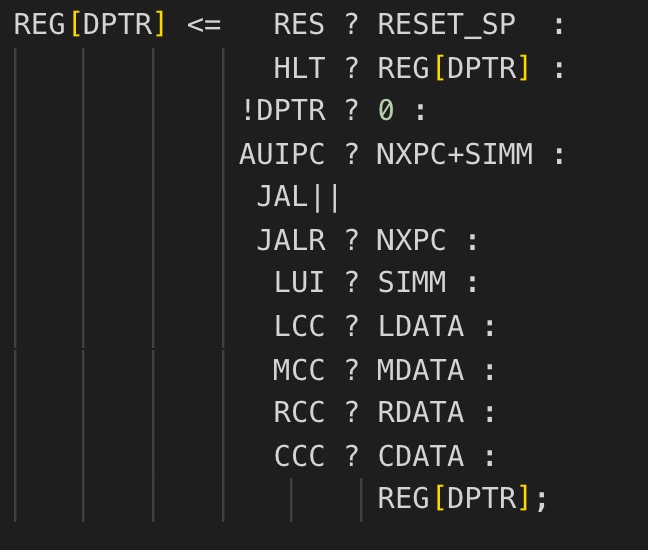 REG[DPTR] <=   RES ? RESET_SP  :
               HLT ? REG[DPTR] :
             !DPTR ? 0 :
             AUIPC ? NXPC+SIMM :
              JAL||
              JALR ? NXPC :
               LUI ? SIMM :
               LCC ? LDATA :
               MCC ? MDATA :
               RCC ? RDATA :
               CCC ? CDATA :
                     REG[DPTR];